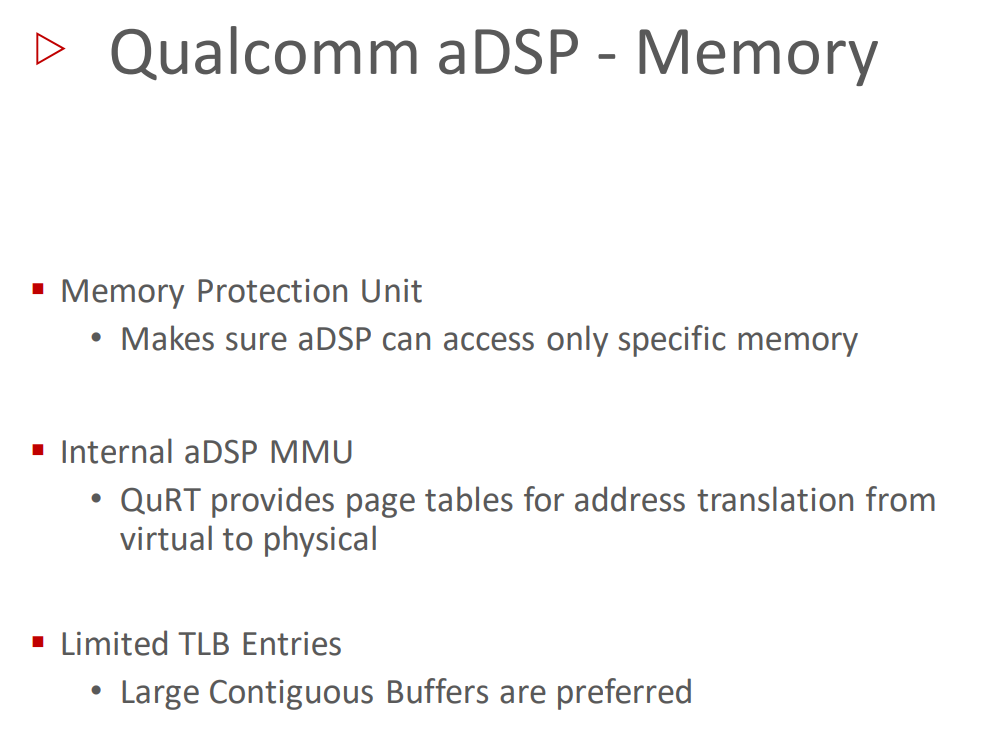 Qualcomm aDSP - Memory
Memory Protection Unit
• Makes sure aDSP can access only specific memory
Internal aDSP MMU
• QuRT provides page tables for address translation from
virtual to physical
Limited TLB Entries
• Large Contiguous Buffers are preferred